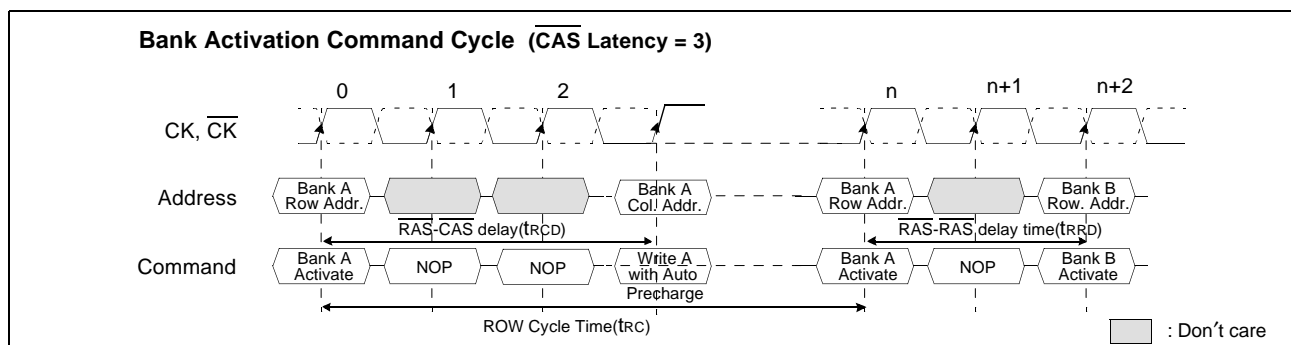 Bank Activation Command Cycle (CAS Latency = 3)
0 1 2 n n+1 n+2
CK, CK
Address
Bank A
Row Addr.
Bank A
Col. Addr.
Bank A
Row Addr.
Bank B
Row. Addr.
RAS-CAS delay(tRCD)
RAS-RAS delay time(tRRD)
Command
Bank A
Activate
NOP
NOP
Write A
with Auto
Precharge
Bank A
Activate
NOP
Bank B
Activate
ROW Cycle Time(tRC)
: Don′t care